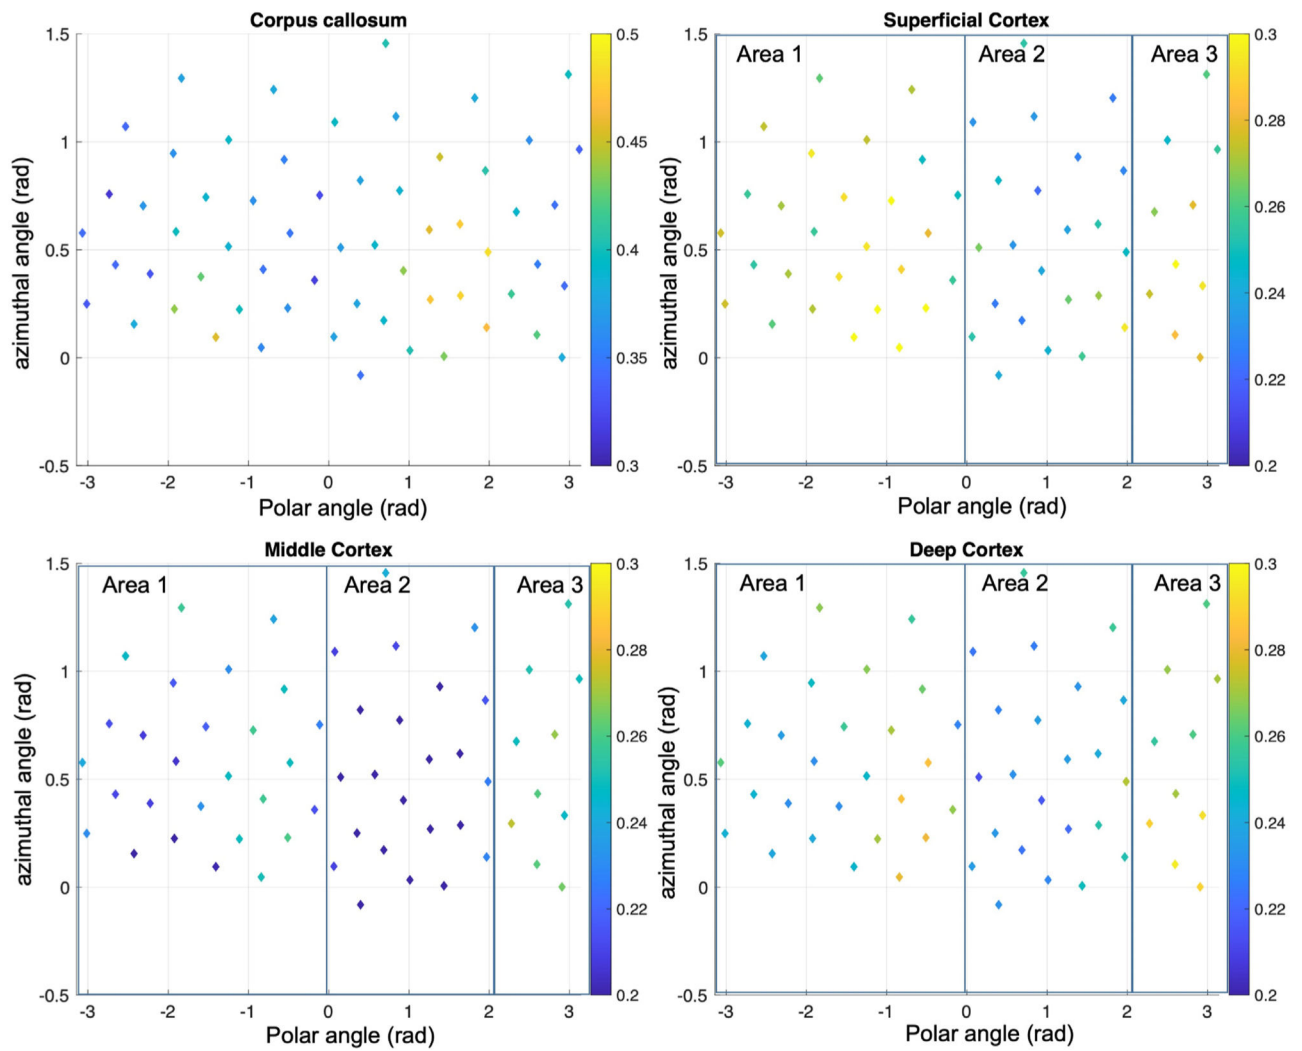 Corpus callosum
1.5
1
0.5
0
-0.5
azimuthal angle (rad)
-3 -2 -1 0 1 2 3
Polar angle (rad)
0.5
0.45
0.4
0.35
0.3
Superficial Cortex
Area 1 Area 2 Area 3
1.5
1
0.5
0
-0.5
azimuthal angle (rad)
-3 -2 -1 0 1 2 3
Polar angle (rad)
0.3
0.28
0.26
0.24
0.22
0.2
Middle Cortex
Area 1 Area 2 Area 3
1.5
1
0.5
0
-0.5
azimuthal angle (rad)
-3 -2 -1 0 1 2 3
Polar angle (rad)
0.3
0.28
0.26
0.24
0.22
0.2
Deep Cortex
Area 1 Area 2 Area 3
1.5
1
0.5
0
-0.5
azimuthal angle (rad)
-3 -2 -1 0 1 2 3
Polar angle (rad)
0.3
0.28
0.26
0.24
0.22
0.2